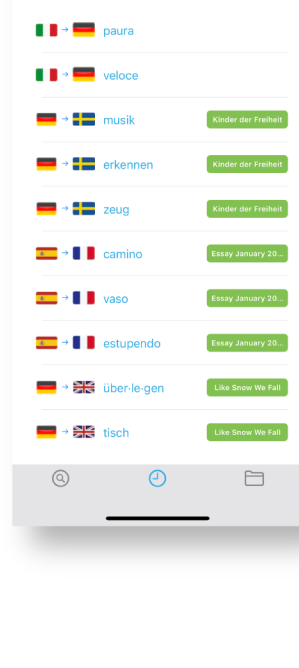 paura
veloce
musik Kinder der Freiheit
erkennen Kinder der Freiheit
zeug Kinder der Freiheit
camino Essay January 20...
vaso Essay January 20...
estupendo Essay January 20...
über·le·gen Like Snow We Fall
tisch Like Snow We Fall